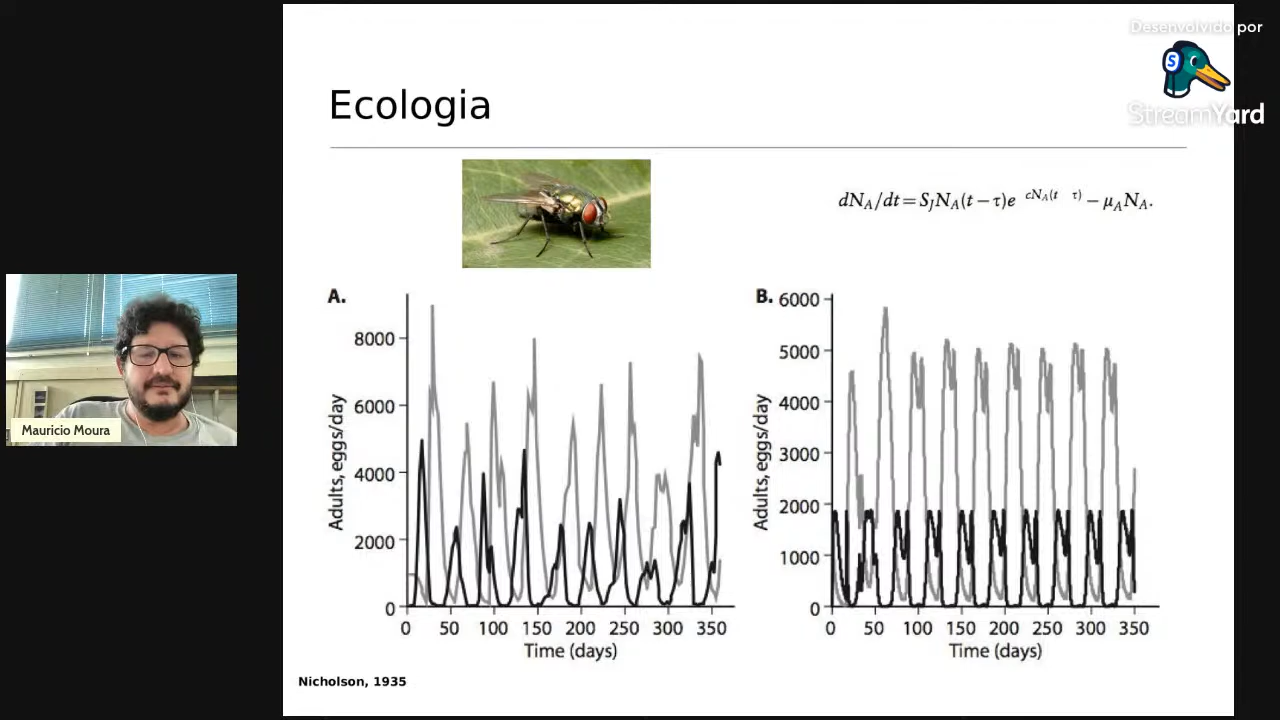 Desenvolvido por
StreamYard
Ecologia
dN_A/dt = S_J N_A(t − τ)e^{cN_A(t τ)} − μ_A N_A.
A.
Adults, eggs/day
8000
6000
4000
2000
0
0 50 100 150 200 250 300 350
Time (days)
B.
Adults, eggs/day
6000
5000
4000
3000
2000
1000
0
0 50 100 150 200 250 300 350
Time (days)
Nicholson, 1935
Mauricio Moura